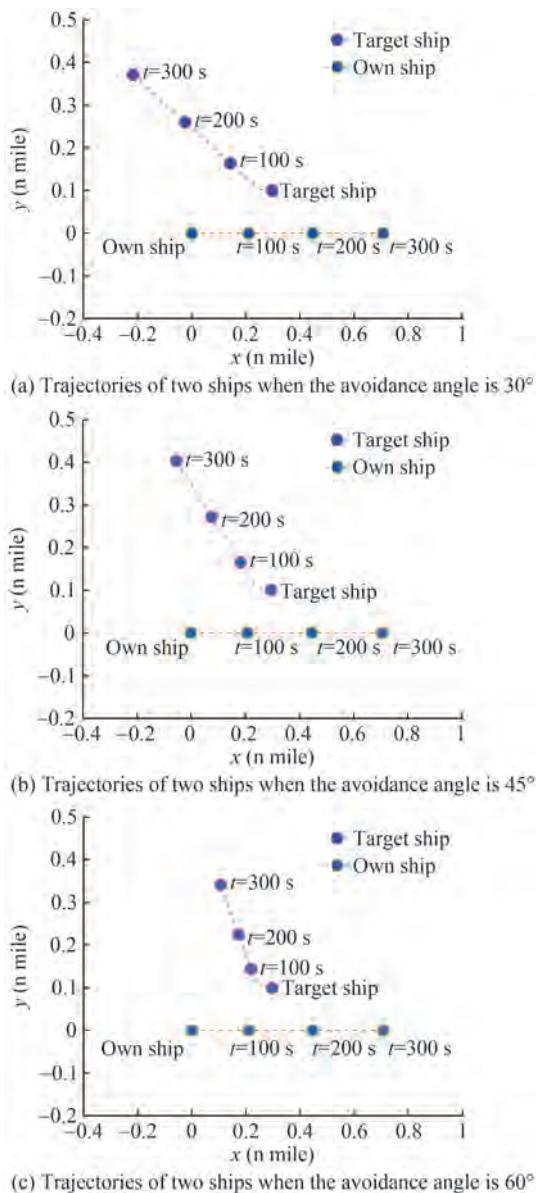 0.5
Target ship
Own ship
t=300 s
0.4
0.3
t=200 s
0.2
t=100 s
Target ship
0.1
0
Own ship
t=100 s
t=200 s
t=300 s
−0.1
−0.2
−0.4
−0.2
0
0.2
0.4
0.6
0.8
1
y (n mile)
x (n mile)
(a) Trajectories of two ships when the avoidance angle is 30°
0.5
Target ship
Own ship
0.4
t=300 s
0.3
t=200 s
0.2
t=100 s
Target ship
0.1
0
Own ship
t=100 s
t=200 s
t=300 s
−0.1
−0.2
−0.4
−0.2
0
0.2
0.4
0.6
0.8
1
y (n mile)
x (n mile)
(b) Trajectories of two ships when the avoidance angle is 45°
0.5
Target ship
Own ship
0.4
t=300 s
0.3
t=200 s
0.2
t=100 s
Target ship
0.1
0
Own ship
t=100 s
t=200 s
t=300 s
−0.1
−0.2
−0.4
−0.2
0
0.2
0.4
0.6
0.8
1
y (n mile)
x (n mile)
(c) Trajectories of two ships when the avoidance angle is 60°